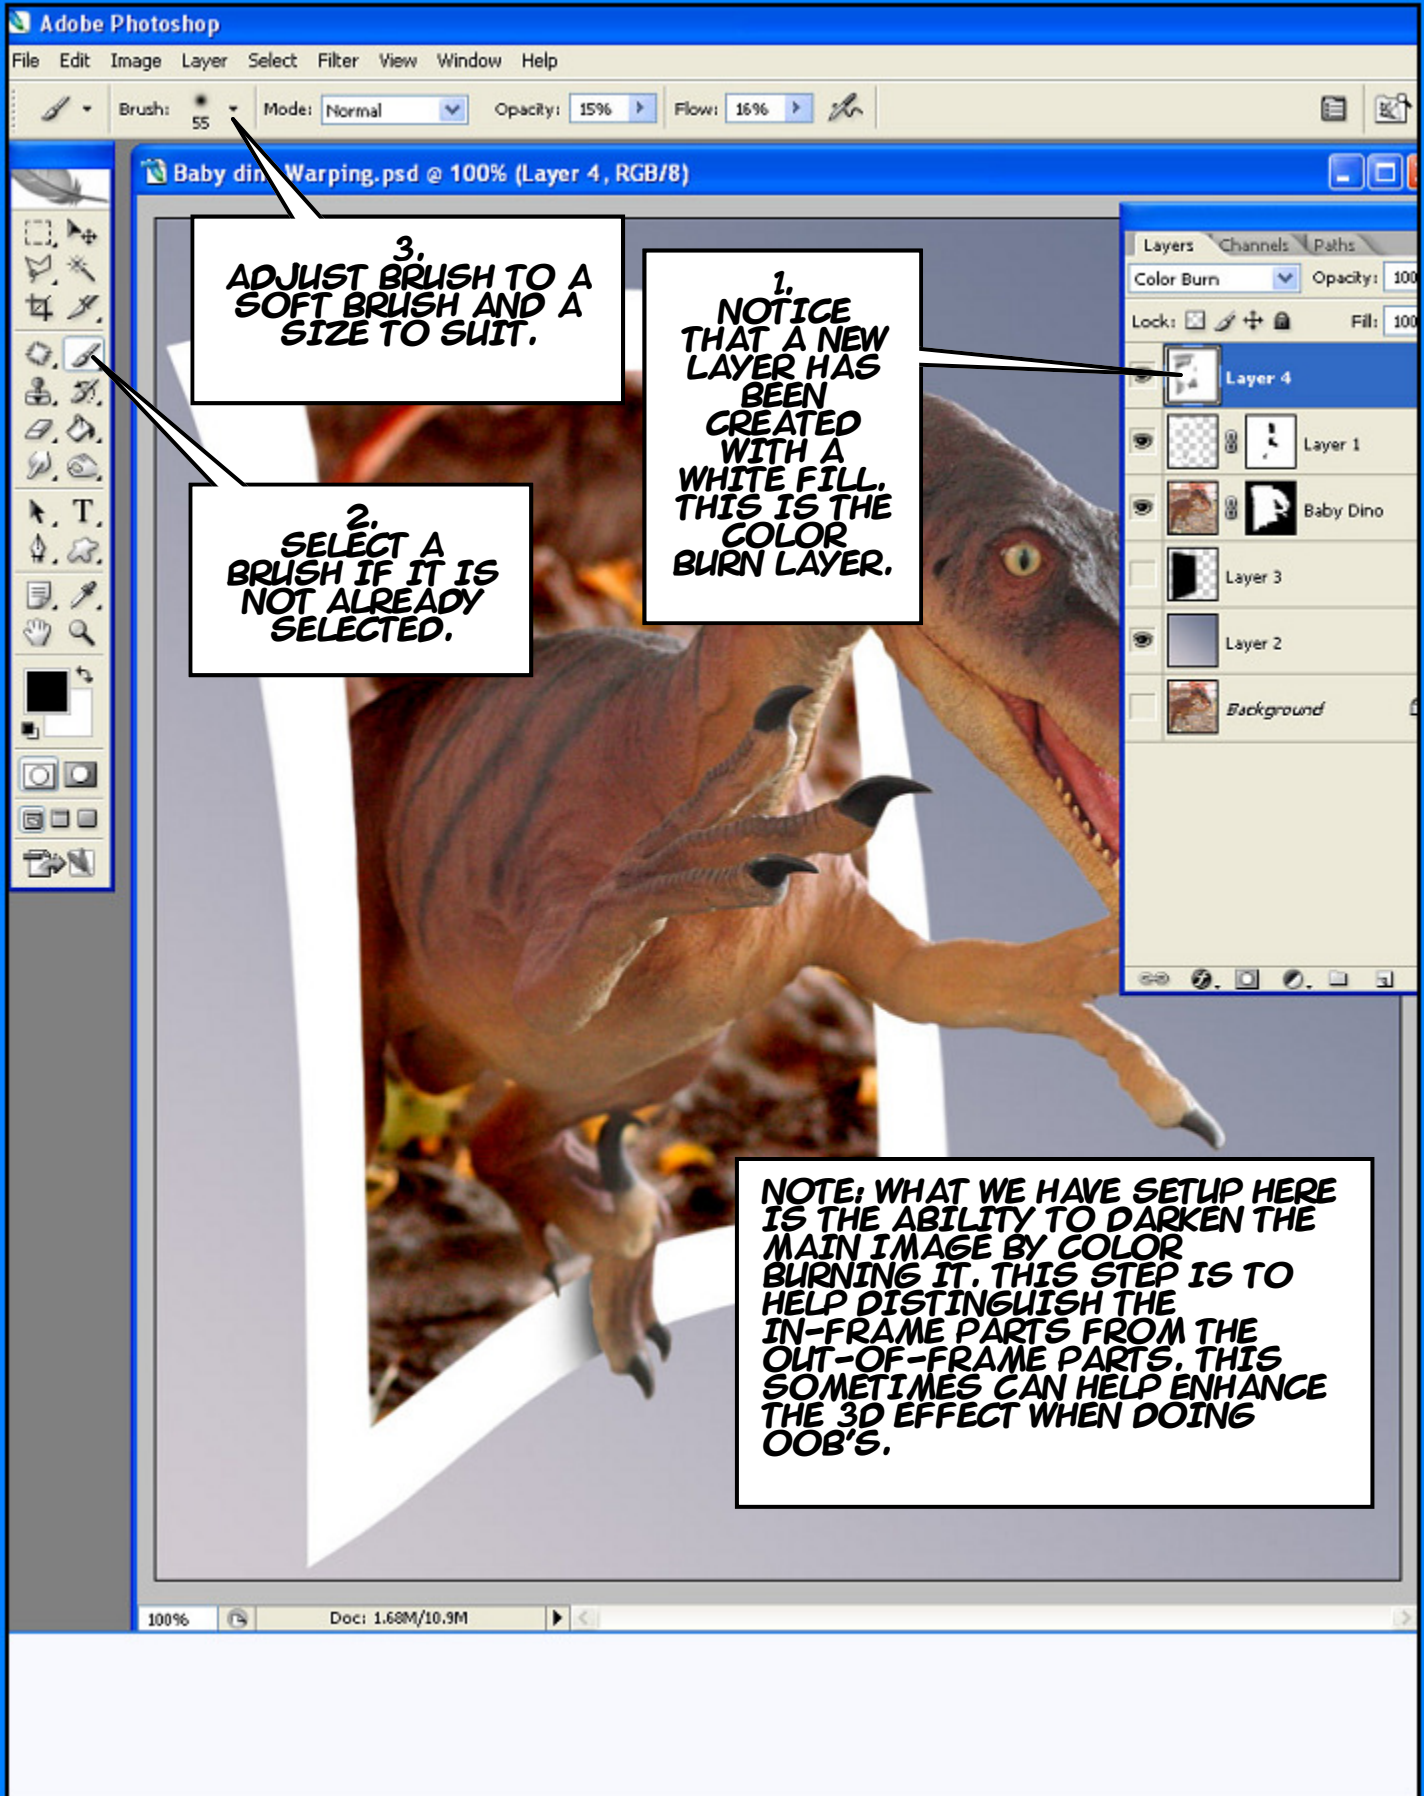 Adobe Photoshop
File Edit Image Layer Select Filter View Window Help
Brush: 55 Mode: Normal Opacity: 15% Flow: 16%
Baby din Warping.psd @ 100% (Layer 4, RGB/8)
3.
ADJUST BRUSH TO A
SOFT BRUSH AND A
SIZE TO SUIT.
1.
NOTICE
THAT A NEW
LAYER HAS
BEEN
CREATED
WITH A
WHITE FILL.
THIS IS THE
COLOR
BURN LAYER.
2.
SELECT A
BRUSH IF IT IS
NOT ALREADY
SELECTED.
Layers Channels Paths
Color Burn Opacity: 100
Lock: Fill: 100
Layer 4
Layer 1
Baby Dino
Layer 3
Layer 2
Background
NOTE: WHAT WE HAVE SETUP HERE
IS THE ABILITY TO DARKEN THE
MAIN IMAGE BY COLOR
BURNING IT. THIS STEP IS TO
HELP DISTINGUISH THE
IN-FRAME PARTS FROM THE
OUT-OF-FRAME PARTS. THIS
SOMETIMES CAN HELP ENHANCE
THE 3D EFFECT WHEN DOING
OOB'S.
100% Doc: 1.68M/10.9M